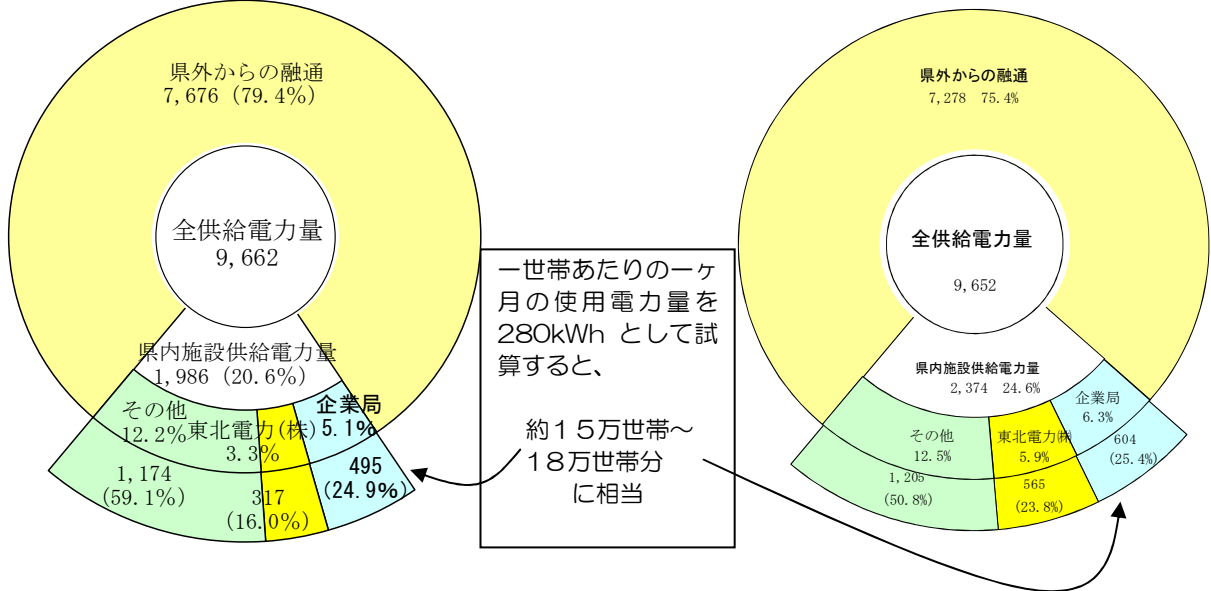 県外からの融通
7,676 (79.4%)
全供給電力量
9,662
県内施設供給電力量
1,986 (20.6%)
その他
12.2%
東北電力(株)
3.3%
企業局
5.1%
1,174
(59.1%)
317
(16.0%)
495
(24.9%)
一世帯あたりの一ヶ
月の使用電力量を
280kWh として試
算すると、
約１５万世帯～
１８万世帯分
に相当
県外からの融通
7,278 75.4%
全供給電力量
9,652
県内施設供給電力量
2,374 24.6%
その他
12.5%
東北電力㈱
5.9%
企業局
6.3%
1,205
(50.8%)
565
(23.8%)
604
(25.4%)